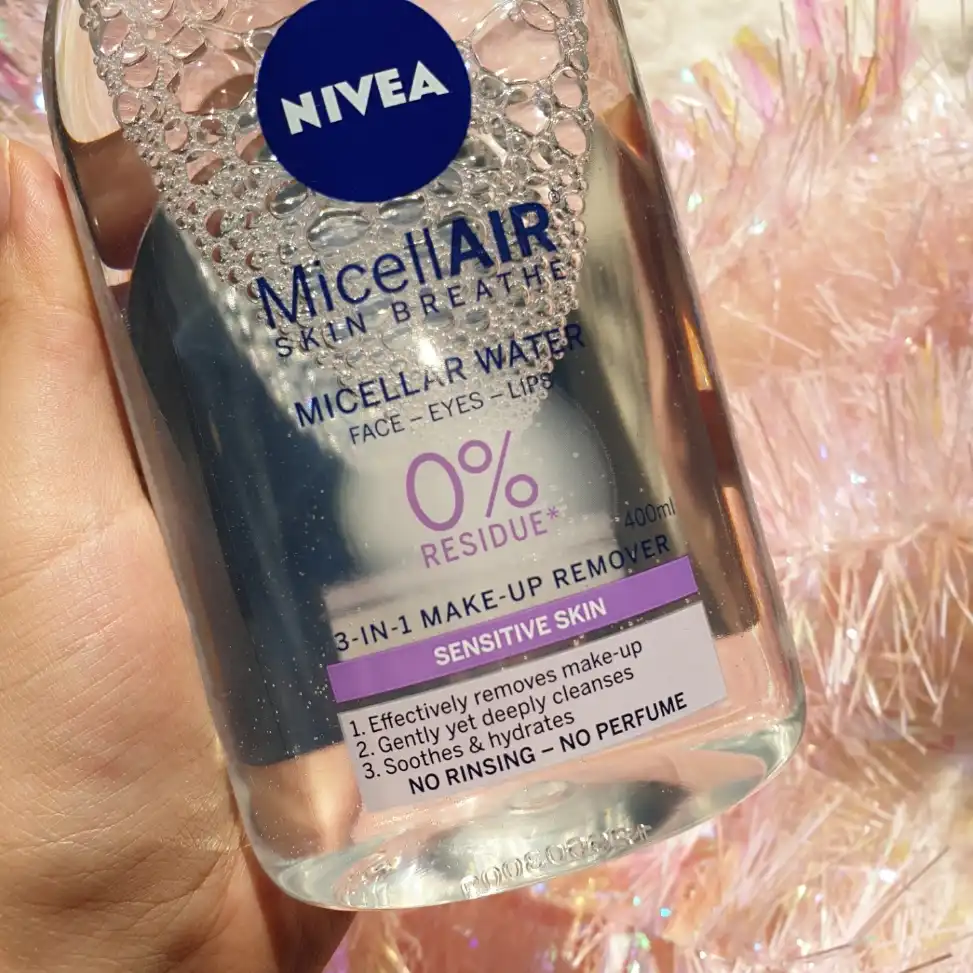 NIVEA
MicellAIR
SKIN BREATHE
MICELLAR WATER
FACE – EYES – LIPS
0%
RESIDUE*
400ml
3-IN-1 MAKE-UP REMOVER
SENSITIVE SKIN
1. Effectively removes make-up
2. Gently yet deeply cleanses
3. Soothes & hydrates
NO RINSING – NO PERFUME